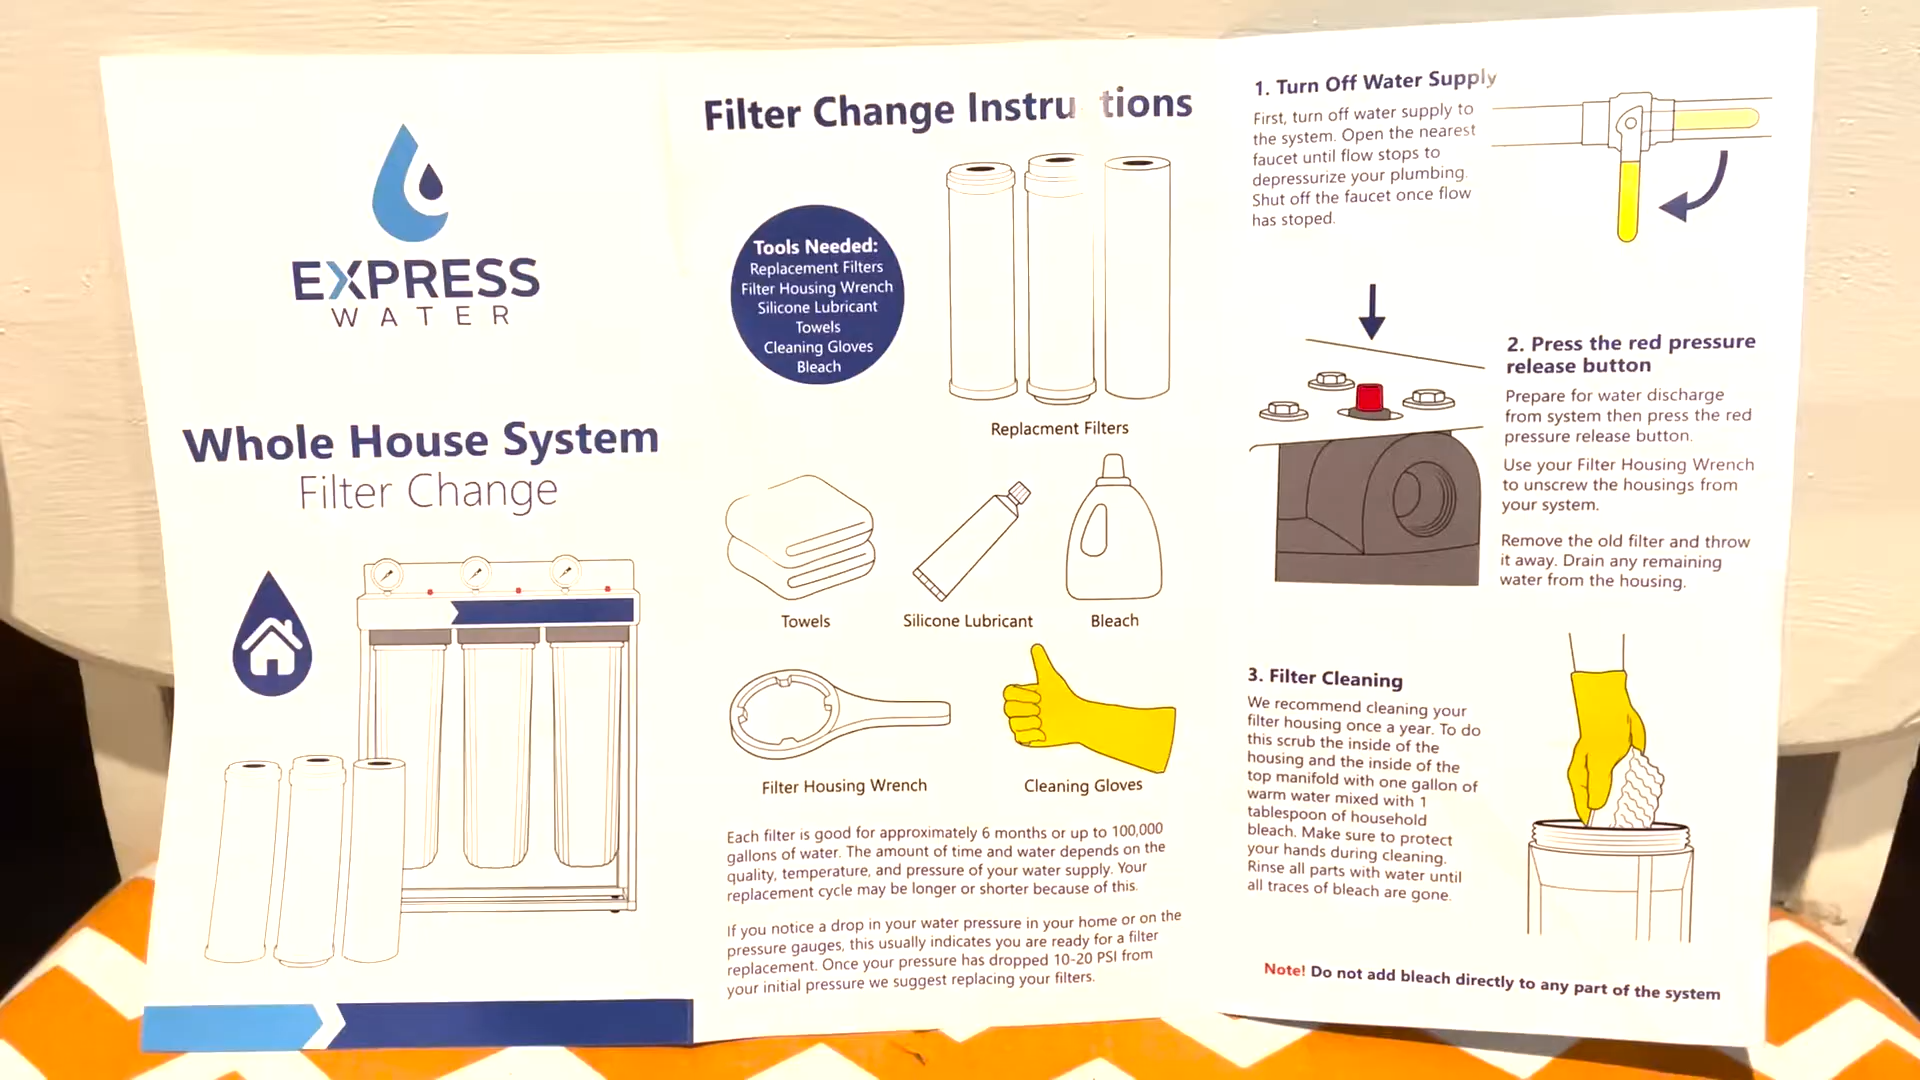 EXPRESS
WATER
Whole House System
Filter Change
Filter Change Instru tions
Tools Needed:
Replacement Filters
Filter Housing Wrench
Silicone Lubricant
Towels
Cleaning Gloves
Bleach
Replacment Filters
Towels
Silicone Lubricant
Bleach
Filter Housing Wrench
Cleaning Gloves
Each filter is good for approximately 6 months or up to 100,000
gallons of water. The amount of time and water depends on the
quality, temperature, and pressure of your water supply. Your
replacement cycle may be longer or shorter because of this.
If you notice a drop in your water pressure in your home or on the
pressure gauges, this usually indicates you are ready for a filter
replacement. Once your pressure has dropped 10-20 PSI from
your initial pressure we suggest replacing your filters.
1. Turn Off Water Supply
First, turn off water supply to
the system. Open the nearest
faucet until flow stops to
depressurize your plumbing.
Shut off the faucet once flow
has stoped.
2. Press the red pressure
release button
Prepare for water discharge
from system then press the red
pressure release button.
Use your Filter Housing Wrench
to unscrew the housings from
your system.
Remove the old filter and throw
it away. Drain any remaining
water from the housing.
3. Filter Cleaning
We recommend cleaning your
filter housing once a year. To do
this scrub the inside of the
housing and the inside of the
top manifold with one gallon of
warm water mixed with 1
tablespoon of household
bleach. Make sure to protect
your hands during cleaning.
Rinse all parts with water until
all traces of bleach are gone.
Note! Do not add bleach directly to any part of the system